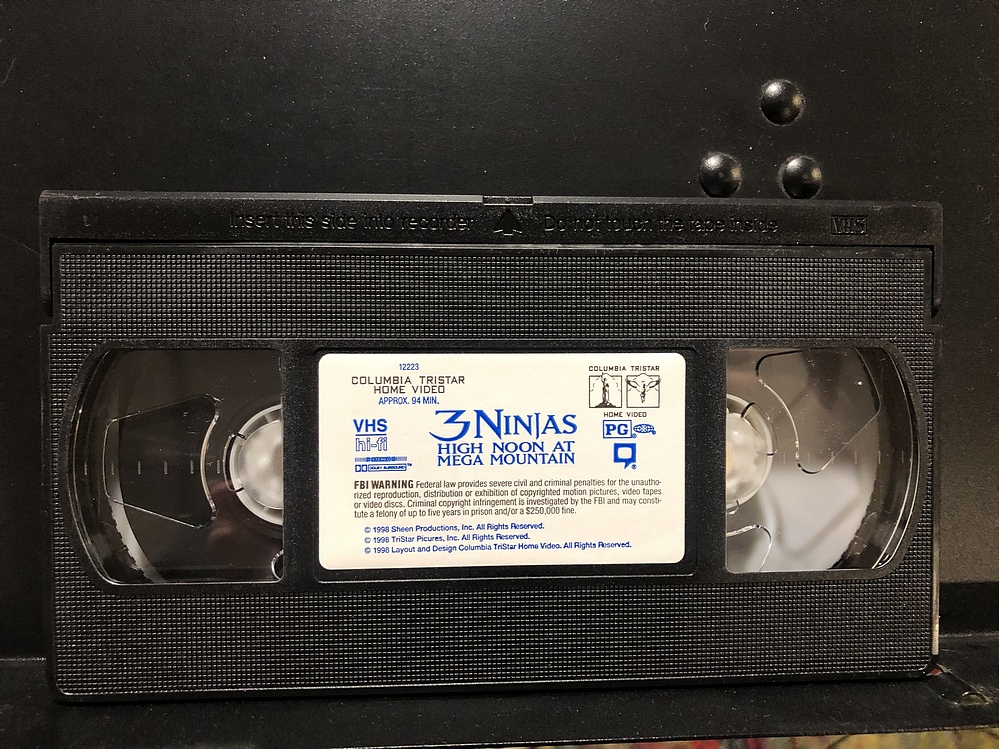 Insert this side into recorder Do not touch the tape inside VHS
12223
COLUMBIA TRISTAR
HOME VIDEO
APPROX. 94 MIN.
COLUMBIA TRISTAR
HOME VIDEO
VHS
hi-fi
STEREO
DOLBY SURROUND™
3 NINJAS
HIGH NOON AT
MEGA MOUNTAIN
PG ®
®
FBI WARNING Federal law provides severe civil and criminal penalties for the unautho-
rized reproduction, distribution or exhibition of copyrighted motion pictures, video tapes
or video discs. Criminal copyright infringement is investigated by the FBI and may consti-
tute a felony of up to five years in prison and/or a $250,000 fine.
© 1998 Sheen Productions, Inc. All Rights Reserved.
© 1998 TriStar Picures, Inc. All Rights Reserved.
© 1998 Layout and Design Columbia TriStar Home Video. All Rights Reserved.